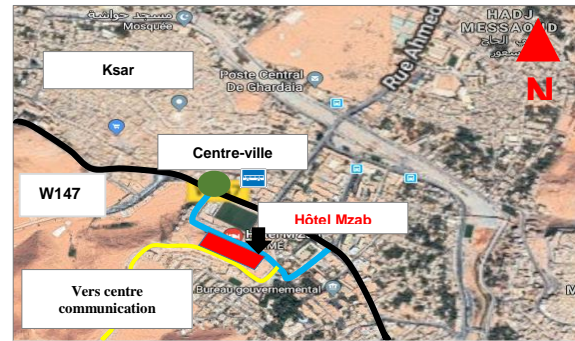 مسجد حواشة
Mosquée
HADJ
MESSAOUD
Ksar
Poste Central
De Ghardaia
Rue Ahmed
N
Centre-ville
W147
Hôtel Mzab
Bureau gouvernemental
Vers centre
communication